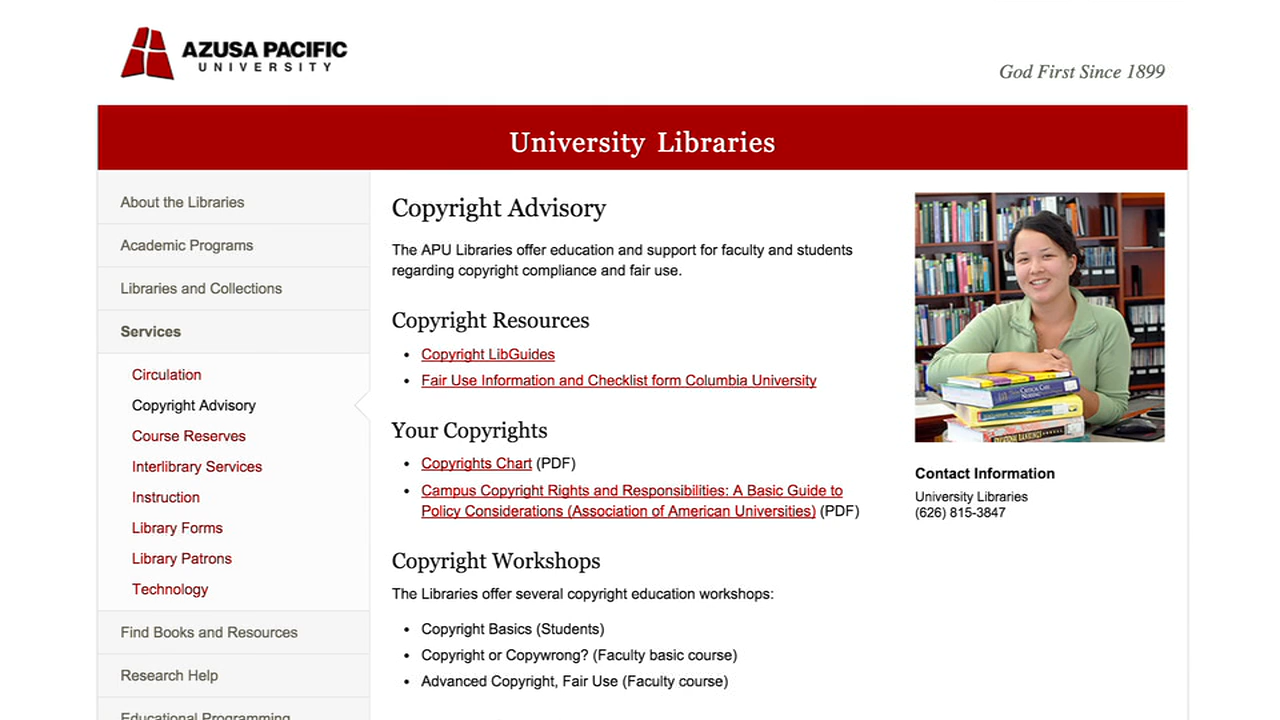 AZUSA PACIFIC
UNIVERSITY
God First Since 1899
University Libraries
About the Libraries
Academic Programs
Libraries and Collections
Services
Circulation
Copyright Advisory
Course Reserves
Interlibrary Services
Instruction
Library Forms
Library Patrons
Technology
Find Books and Resources
Research Help
Educational Programming
Copyright Advisory
The APU Libraries offer education and support for faculty and students
regarding copyright compliance and fair use.
Copyright Resources
• Copyright LibGuides
• Fair Use Information and Checklist form Columbia University
Your Copyrights
• Copyrights Chart (PDF)
• Campus Copyright Rights and Responsibilities: A Basic Guide to
Policy Considerations (Association of American Universities) (PDF)
Copyright Workshops
The Libraries offer several copyright education workshops:
• Copyright Basics (Students)
• Copyright or Copywrong? (Faculty basic course)
• Advanced Copyright, Fair Use (Faculty course)
CRITICAL CARE
NURSING
Contact Information
University Libraries
(626) 815-3847